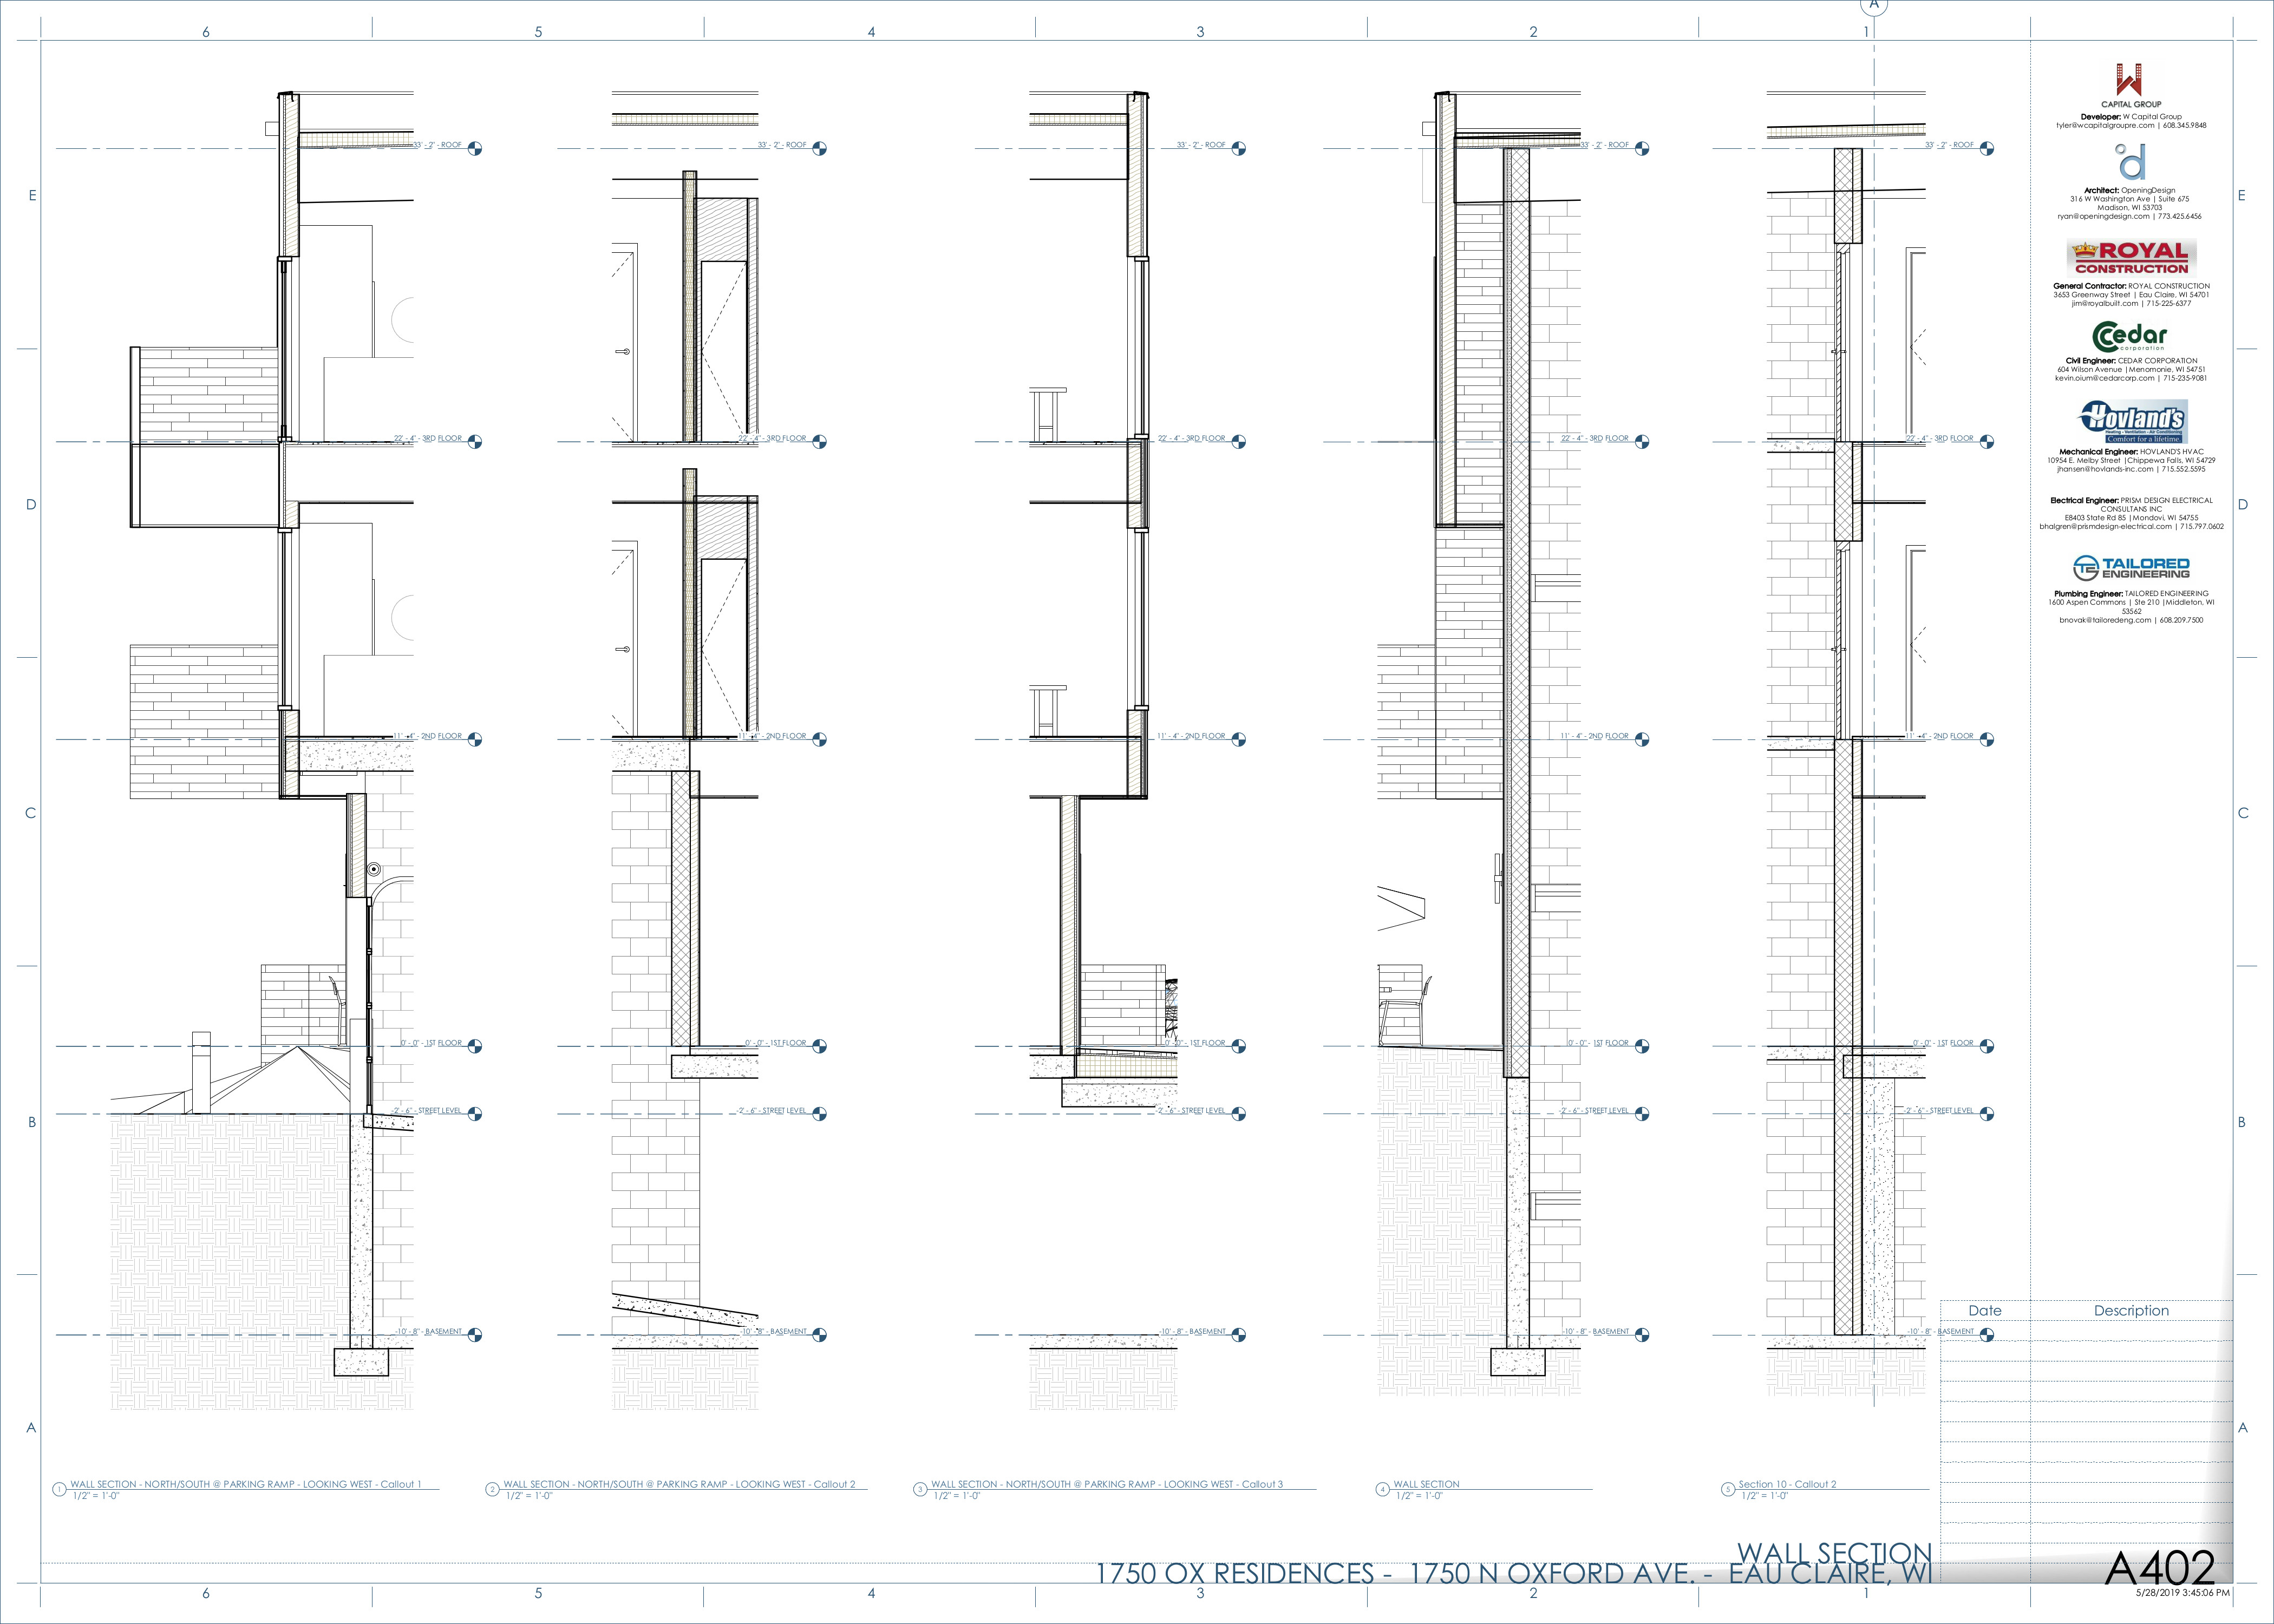 A
6 5 4 3 2 1
E
D
C
B
A
E
D
C
B
A
33' - 2" - ROOF
22' - 4" - 3RD FLOOR
11' - 4" - 2ND FLOOR
0' - 0" - 1ST FLOOR
-2' - 6" - STREET LEVEL
-10' - 8" - BASEMENT
1
WALL SECTION - NORTH/SOUTH @ PARKING RAMP - LOOKING WEST - Callout 1
1/2" = 1'-0"
33' - 2" - ROOF
22' - 4" - 3RD FLOOR
11' - 4" - 2ND FLOOR
0' - 0" - 1ST FLOOR
-2' - 6" - STREET LEVEL
-10' - 8" - BASEMENT
2
WALL SECTION - NORTH/SOUTH @ PARKING RAMP - LOOKING WEST - Callout 2
1/2" = 1'-0"
33' - 2" - ROOF
22' - 4" - 3RD FLOOR
11' - 4" - 2ND FLOOR
0' - 0" - 1ST FLOOR
-2' - 6" - STREET LEVEL
-10' - 8" - BASEMENT
3
WALL SECTION - NORTH/SOUTH @ PARKING RAMP - LOOKING WEST - Callout 3
1/2" = 1'-0"
33' - 2" - ROOF
22' - 4" - 3RD FLOOR
11' - 4" - 2ND FLOOR
0' - 0" - 1ST FLOOR
-2' - 6" - STREET LEVEL
-10' - 8" - BASEMENT
4
WALL SECTION
1/2" = 1'-0"
33' - 2" - ROOF
22' - 4" - 3RD FLOOR
11' - 4" - 2ND FLOOR
0' - 0" - 1ST FLOOR
-2' - 6" - STREET LEVEL
-10' - 8" - BASEMENT
5
Section 10 - Callout 2
1/2" = 1'-0"
W
CAPITAL GROUP
Developer: W Capital Group
tyler@wcapitalgroupre.com | 608.345.9848
d
Architect: OpeningDesign
316 W Washington Ave | Suite 675
Madison, WI 53703
ryan@openingdesign.com | 773.425.6456
ROYAL
CONSTRUCTION
General Contractor: ROYAL CONSTRUCTION
3653 Greenway Street | Eau Claire, WI 54701
jim@royalbuilt.com | 715-225-6377
Cedar
corporation
Civil Engineer: CEDAR CORPORATION
604 Wilson Avenue |Menomonie, WI 54751
kevin.oium@cedarcorp.com | 715-235-9081
Hovland's
Heating - Ventilation - Air Conditioning
Comfort for a lifetime
Mechanical Engineer: HOVLAND'S HVAC
10954 E. Melby Street |Chippewa Falls, WI 54729
jhansen@hovlands-inc.com | 715.552.5595
Electrical Engineer: PRISM DESIGN ELECTRICAL
CONSULTANS INC
E8403 State Rd 85 |Mondovi, WI 54755
bhalgren@prismdesign-electrical.com | 715.797.0602
TE TAILORED
ENGINEERING
Plumbing Engineer: TAILORED ENGINEERING
1600 Aspen Commons | Ste 210 |Middleton, WI
53562
bnovak@tailoredeng.com | 608.209.7500
Date Description
WALL SECTION
1750 OX RESIDENCES - 1750 N OXFORD AVE. - EAU CLAIRE, WI
A402
5/28/2019 3:45:06 PM
6 5 4 3 2 1